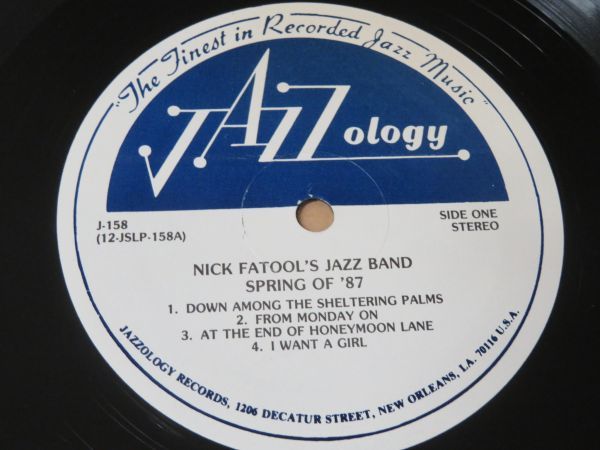 "The Finest in Recorded Jazz Music"
JAZZology
J-158
(12-JSLP-158A)
SIDE ONE
STEREO
NICK FATOOL'S JAZZ BAND
SPRING OF '87
1. DOWN AMONG THE SHELTERING PALMS
2. FROM MONDAY ON
3. AT THE END OF HONEYMOON LANE
4. I WANT A GIRL
JAZZOLOGY RECORDS, 1206 DECATUR STREET, NEW ORLEANS, LA. 70116 U.S.A.